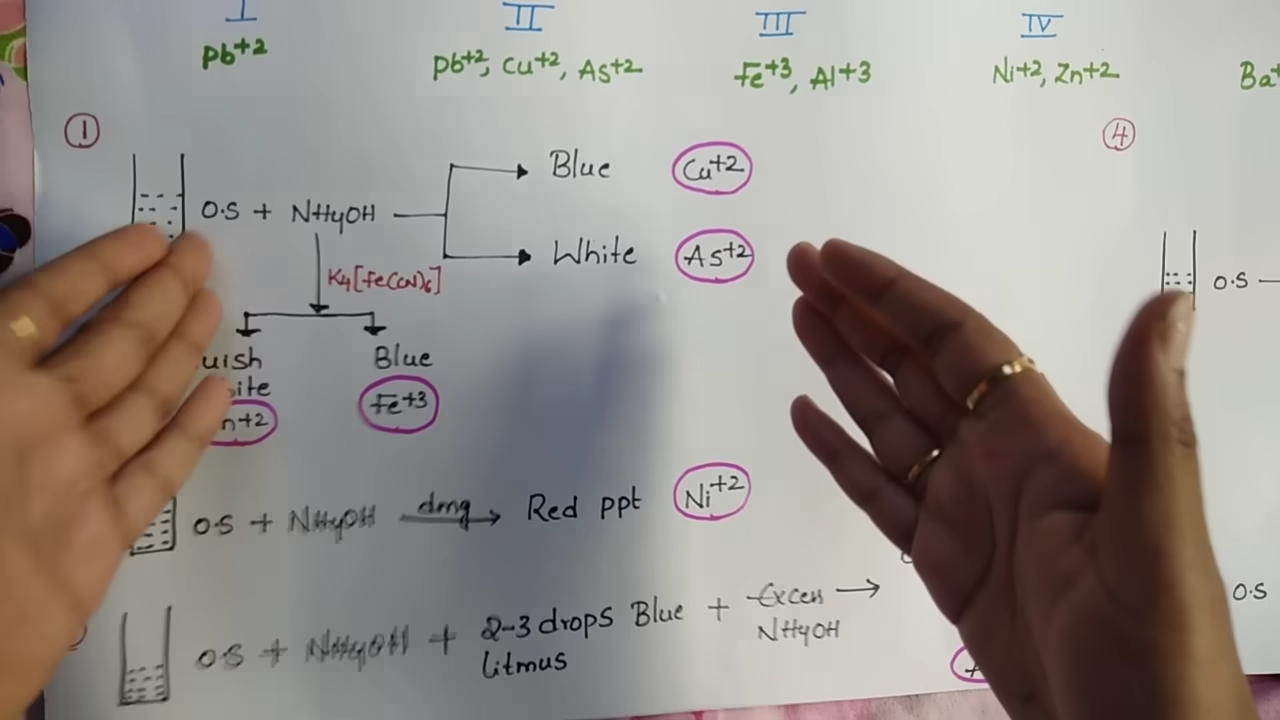 I II III IV
Pb+2 Pb+2, Cu+2, As+2 Fe+3, Al+3 Ni+2, Zn+2
① ④
Blue Cu+2
O.S + NH4OH
White As+2
K4[Fe(CN)6]
O.S
Blue
Fe+3
O.S + NH4OH dmg Red ppt Ni+2
O.S + NH4OH + 2-3 drops Blue + Excess
litmus NH4OH
O.S